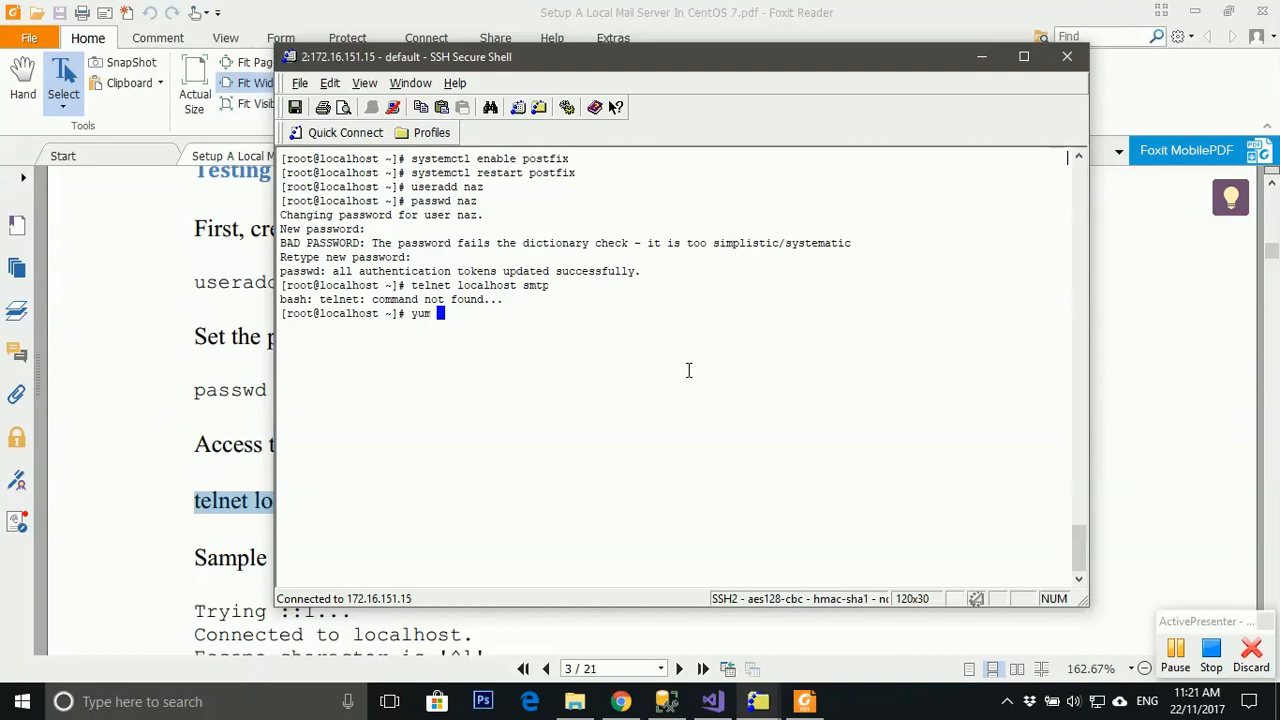 Setup A Local Mail Server In CentOS 7.pdf - Foxit Reader
File Home Comment View Form Protect Connect Share Help Extras
Find
Hand
Select
SnapShot
Clipboard
Actual Size
Fit Pag
Fit Wid
Fit Visib
Tools
Start
Setup A Local M
Foxit MobilePDF
2:172.16.151.15 - default - SSH Secure Shell
File Edit View Window Help
Quick Connect Profiles
[root@localhost ~]# systemctl enable postfix
[root@localhost ~]# systemctl restart postfix
[root@localhost ~]# useradd naz
[root@localhost ~]# passwd naz
Changing password for user naz.
New password:
BAD PASSWORD: The password fails the dictionary check - it is too simplistic/systematic
Retype new password:
passwd: all authentication tokens updated successfully.
[root@localhost ~]# telnet localhost smtp
bash: telnet: command not found...
[root@localhost ~]# yum
Connected to 172.16.151.15
SSH2 - aes128-cbc - hmac-sha1 - nc 120x30 NUM
Testing
First, cre
useradd
Set the p
passwd
Access t
telnet lo
Sample
Trying ::1...
Connected to localhost.
Escape character is '^]'.
3 / 21
162.67%
ActivePresenter - ...
Pause Stop Discard
Type here to search
Ps
ENG
11:21 AM
22/11/2017